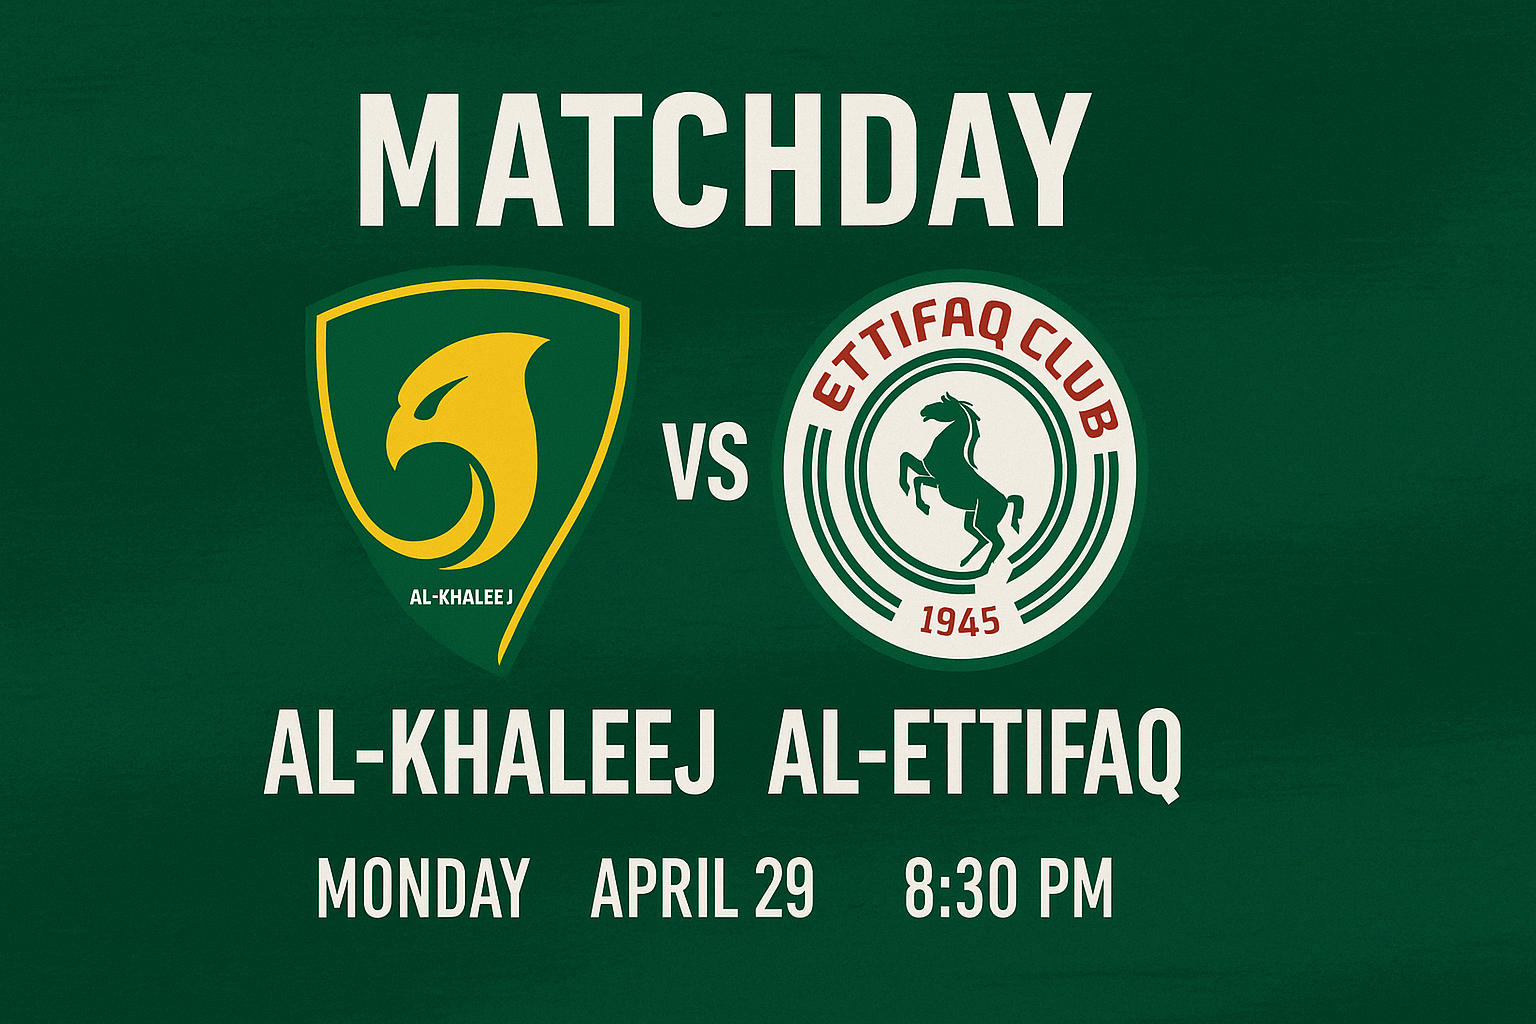 MATCHDAY
ETTIFAQ CLUB
VS
AL-KHALEEJ
1945
AL-KHALEEJ AL-ETTIFAQ
MONDAY APRIL 29 8:30 PM